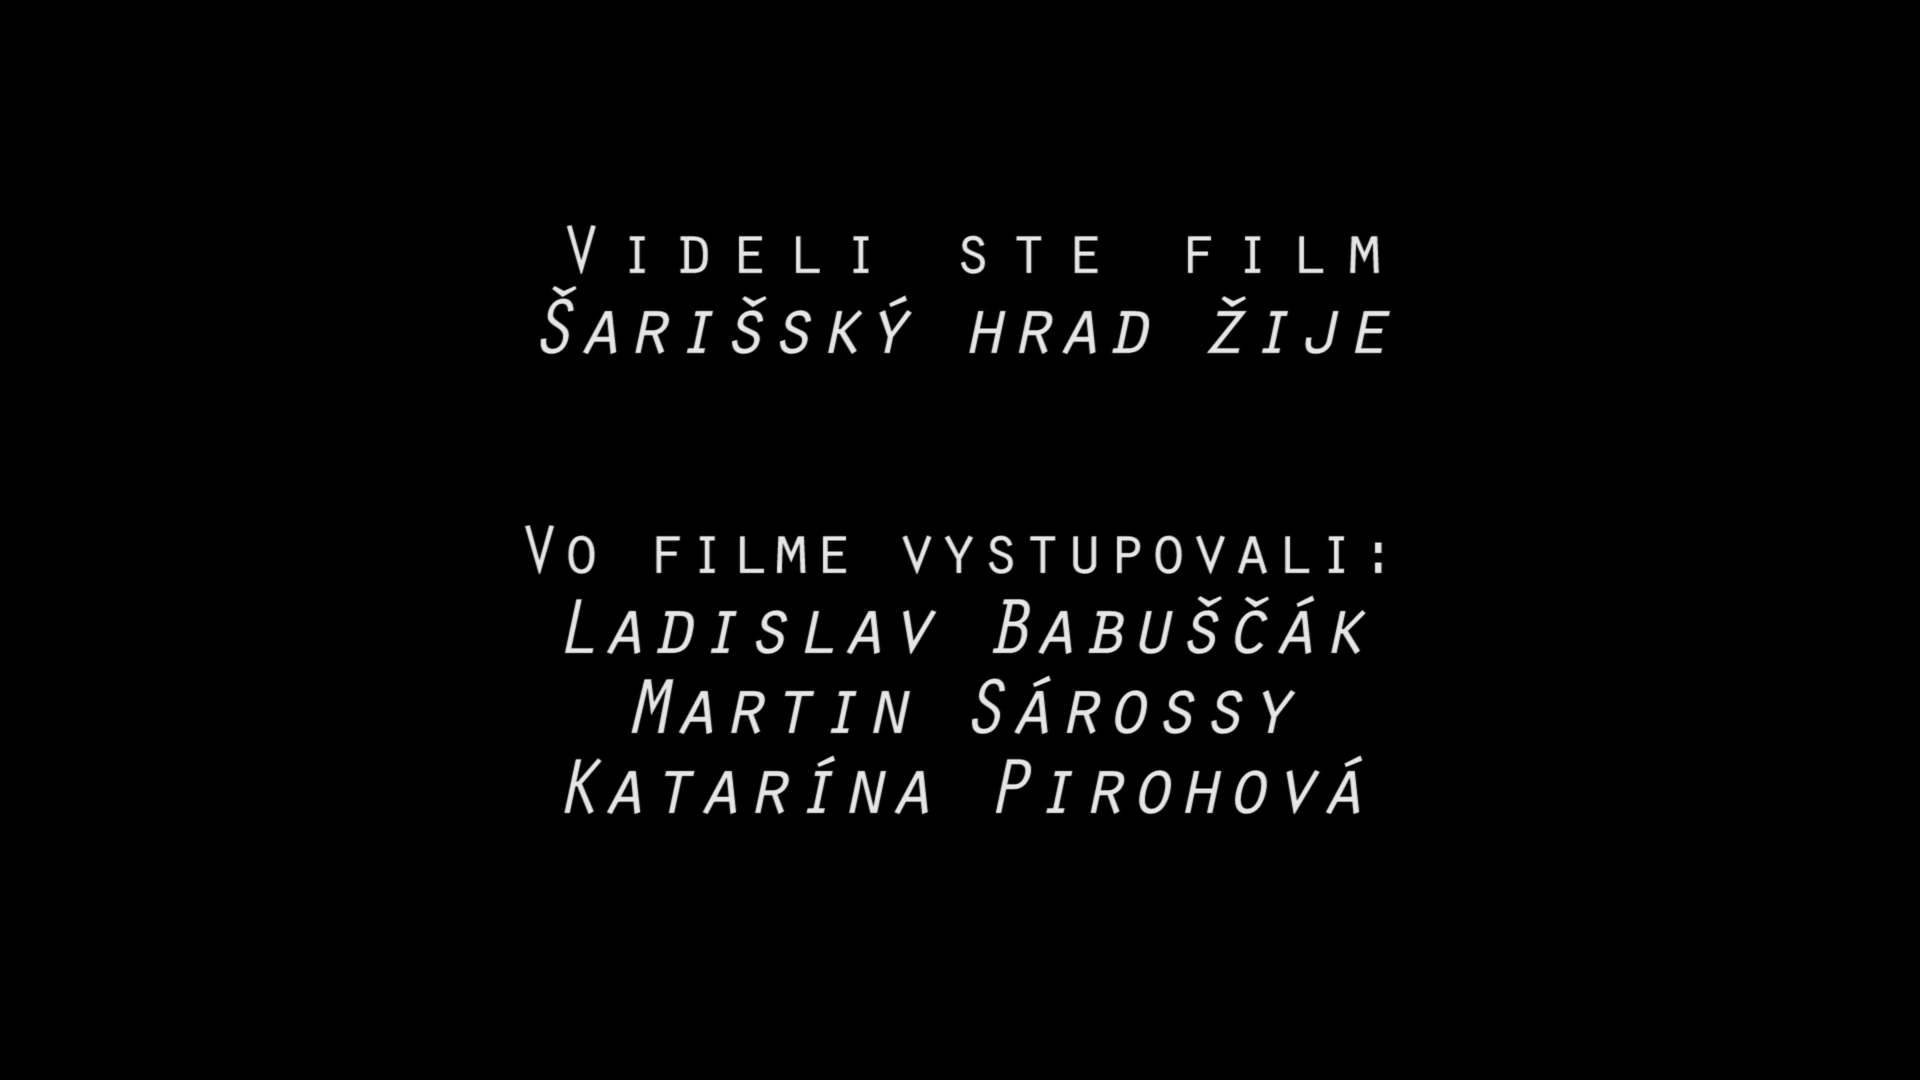 Videli ste film
Šarišský hrad žije
Vo filme vystupovali:
Ladislav Babuščák
Martin Sárossy
Katarína Pirohová